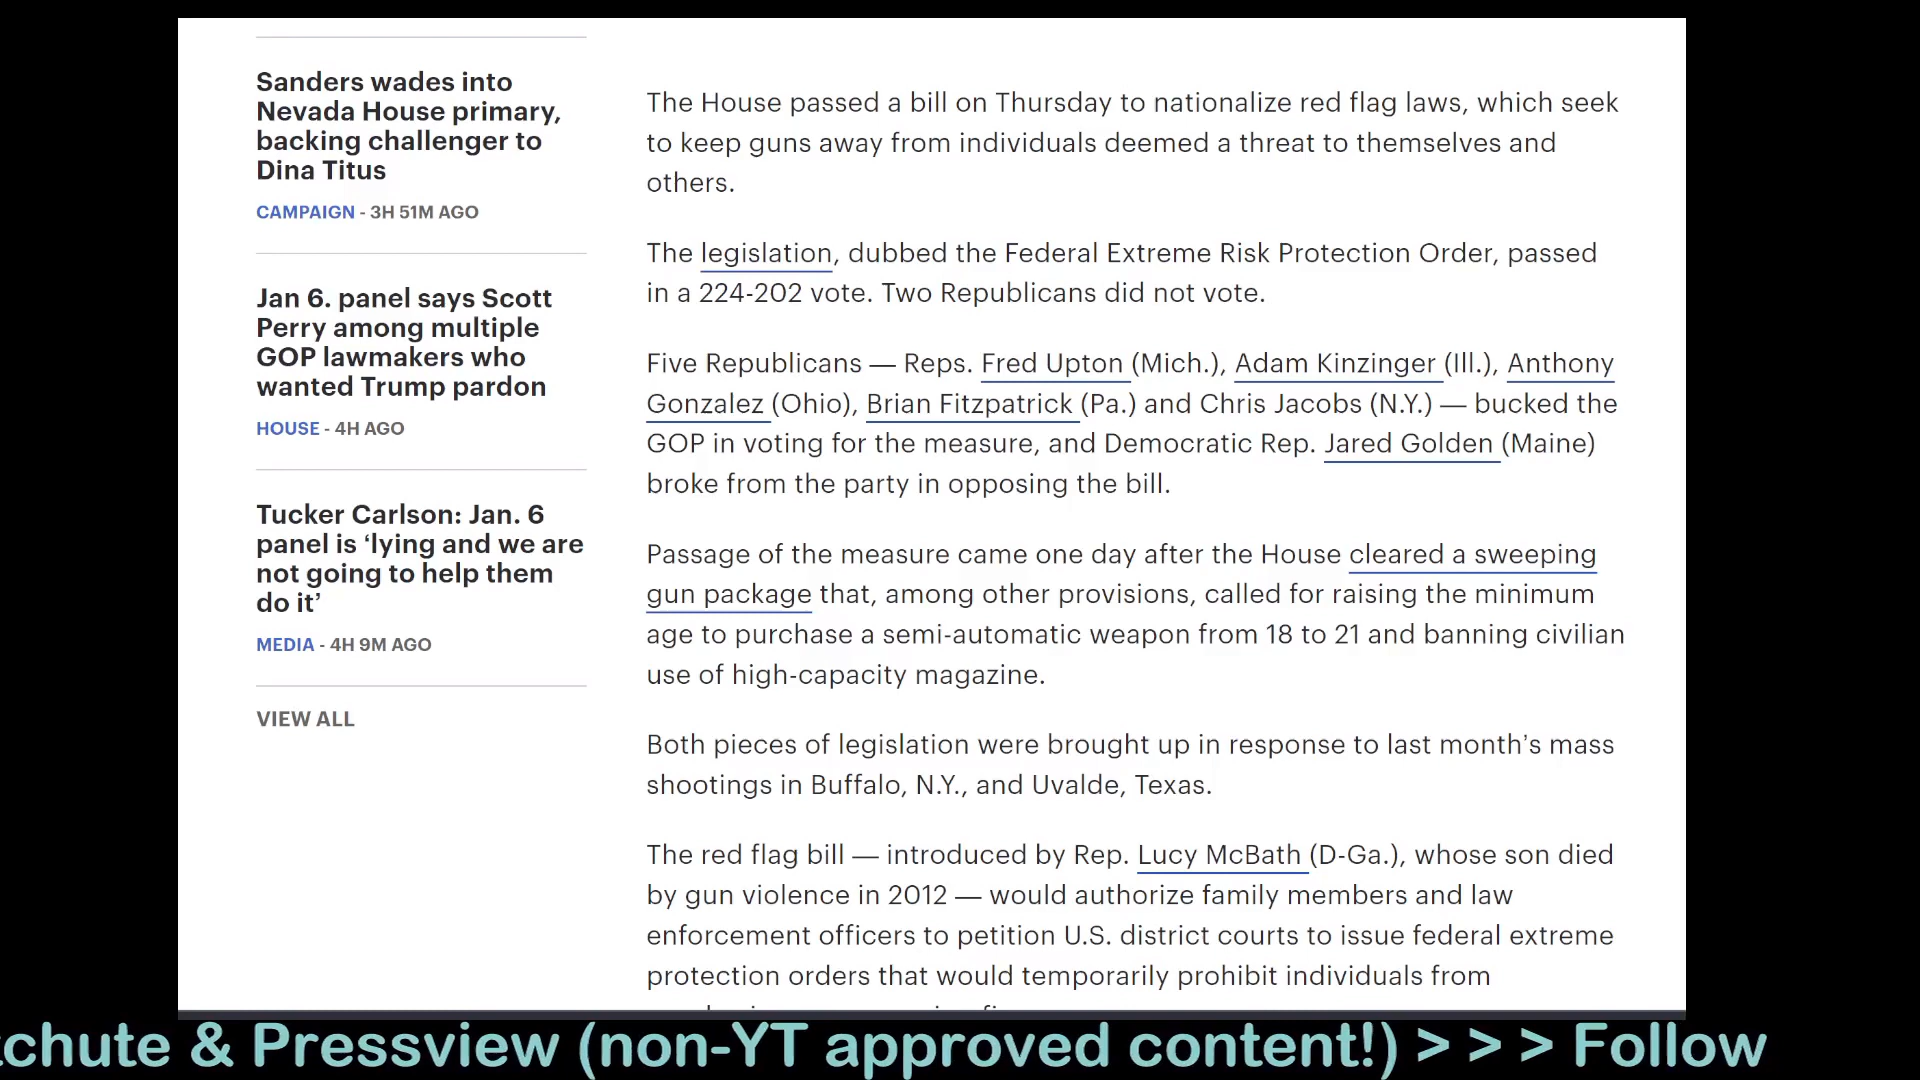 Sanders wades into
Nevada House primary,
backing challenger to
Dina Titus
CAMPAIGN - 3H 51M AGO
Jan 6. panel says Scott
Perry among multiple
GOP lawmakers who
wanted Trump pardon
HOUSE - 4H AGO
Tucker Carlson: Jan. 6
panel is ‘lying and we are
not going to help them
do it’
MEDIA - 4H 9M AGO
VIEW ALL
The House passed a bill on Thursday to nationalize red flag laws, which seek
to keep guns away from individuals deemed a threat to themselves and
others.
The legislation, dubbed the Federal Extreme Risk Protection Order, passed
in a 224-202 vote. Two Republicans did not vote.
Five Republicans — Reps. Fred Upton (Mich.), Adam Kinzinger (Ill.), Anthony
Gonzalez (Ohio), Brian Fitzpatrick (Pa.) and Chris Jacobs (N.Y.) — bucked the
GOP in voting for the measure, and Democratic Rep. Jared Golden (Maine)
broke from the party in opposing the bill.
Passage of the measure came one day after the House cleared a sweeping
gun package that, among other provisions, called for raising the minimum
age to purchase a semi-automatic weapon from 18 to 21 and banning civilian
use of high-capacity magazine.
Both pieces of legislation were brought up in response to last month’s mass
shootings in Buffalo, N.Y., and Uvalde, Texas.
The red flag bill — introduced by Rep. Lucy McBath (D-Ga.), whose son died
by gun violence in 2012 — would authorize family members and law
enforcement officers to petition U.S. district courts to issue federal extreme
protection orders that would temporarily prohibit individuals from
chute & Pressview (non-YT approved content!) > > > Follow